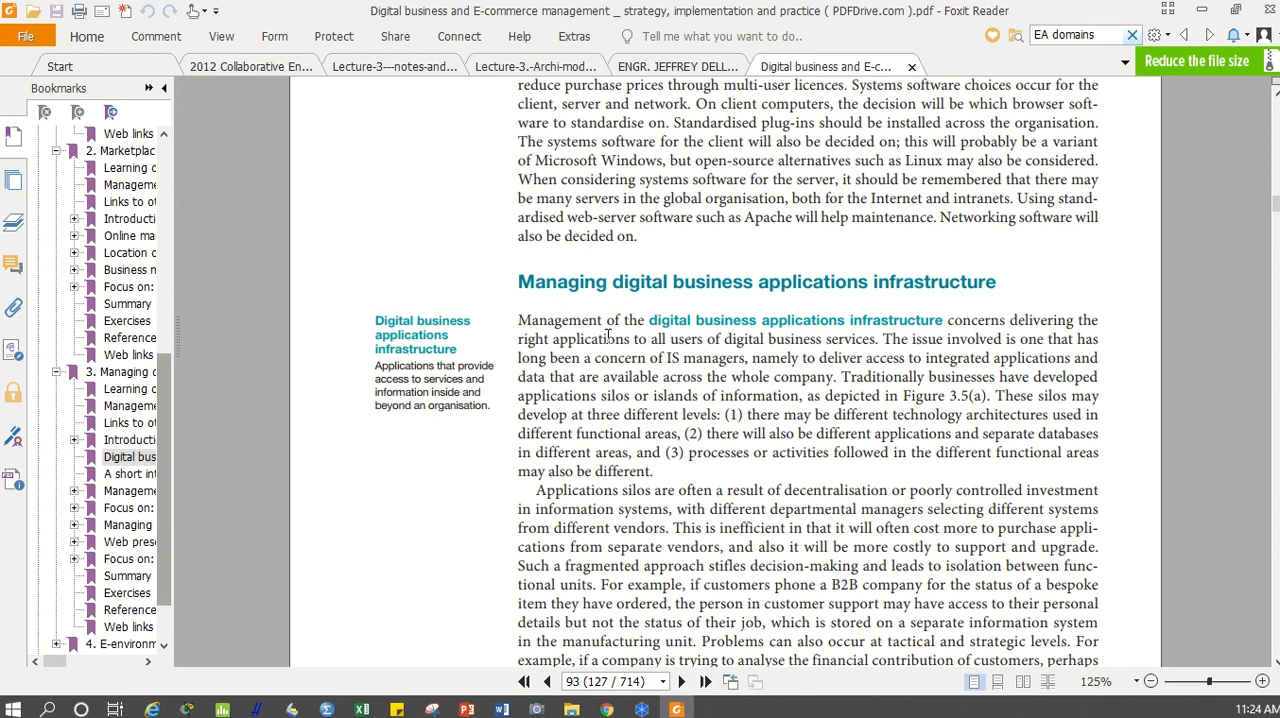 Digital business and E-commerce management _ strategy, implementation and practice ( PDFDrive.com ).pdf - Foxit Reader
File Home Comment View Form Protect Share Connect Help Extras Tell me what you want to do.. EA domains
Start 2012 Collaborative En... Lecture-3---notes-and-p... Lecture-3.-Archimod... ENGR. JEFFREY DELL... Digital business and E-c...
Reduce the file size
Bookmarks
Web links
2. Marketplac
Learning o
Manageme
Links to ot
Introductic
Online ma
Location o
Business m
Focus on:
Summary
Exercises
Reference
Web links
3. Managing d
Learning o
Manageme
Links to ot
Introductic
Digital bus
A short int
Manageme
Focus on:
Managing
Web prese
Focus on:
Summary
Exercises
Reference
Web links
4. E-environm
reduce purchase prices through multi-user licences. Systems software choices occur for the
client, server and network. On client computers, the decision will be which browser soft-
ware to standardise on. Standardised plug-ins should be installed across the organisation.
The systems software for the client will also be decided on; this will probably be a variant
of Microsoft Windows, but open-source alternatives such as Linux may also be considered.
When considering systems software for the server, it should be remembered that there may
be many servers in the global organisation, both for the Internet and intranets. Using stand-
ardised web-server software such as Apache will help maintenance. Networking software will
also be decided on.
Managing digital business applications infrastructure
Digital business
applications
infrastructure
Applications that provide
access to services and
information inside and
beyond an organisation.
Management of the digital business applications infrastructure concerns delivering the
right applications to all users of digital business services. The issue involved is one that has
long been a concern of IS managers, namely to deliver access to integrated applications and
data that are available across the whole company. Traditionally businesses have developed
applications silos or islands of information, as depicted in Figure 3.5(a). These silos may
develop at three different levels: (1) there may be different technology architectures used in
different functional areas, (2) there will also be different applications and separate databases
in different areas, and (3) processes or activities followed in the different functional areas
may also be different.
Applications silos are often a result of decentralisation or poorly controlled investment
in information systems, with different departmental managers selecting different systems
from different vendors. This is inefficient in that it will often cost more to purchase appli-
cations from separate vendors, and also it will be more costly to support and upgrade.
Such a fragmented approach stifles decision-making and leads to isolation between func-
tional units. For example, if customers phone a B2B company for the status of a bespoke
item they have ordered, the person in customer support may have access to their personal
details but not the status of their job, which is stored on a separate information system
in the manufacturing unit. Problems can also occur at tactical and strategic levels. For
example, if a company is trying to analyse the financial contribution of customers, perhaps
93 (127 / 714)
125%
11:24 AM